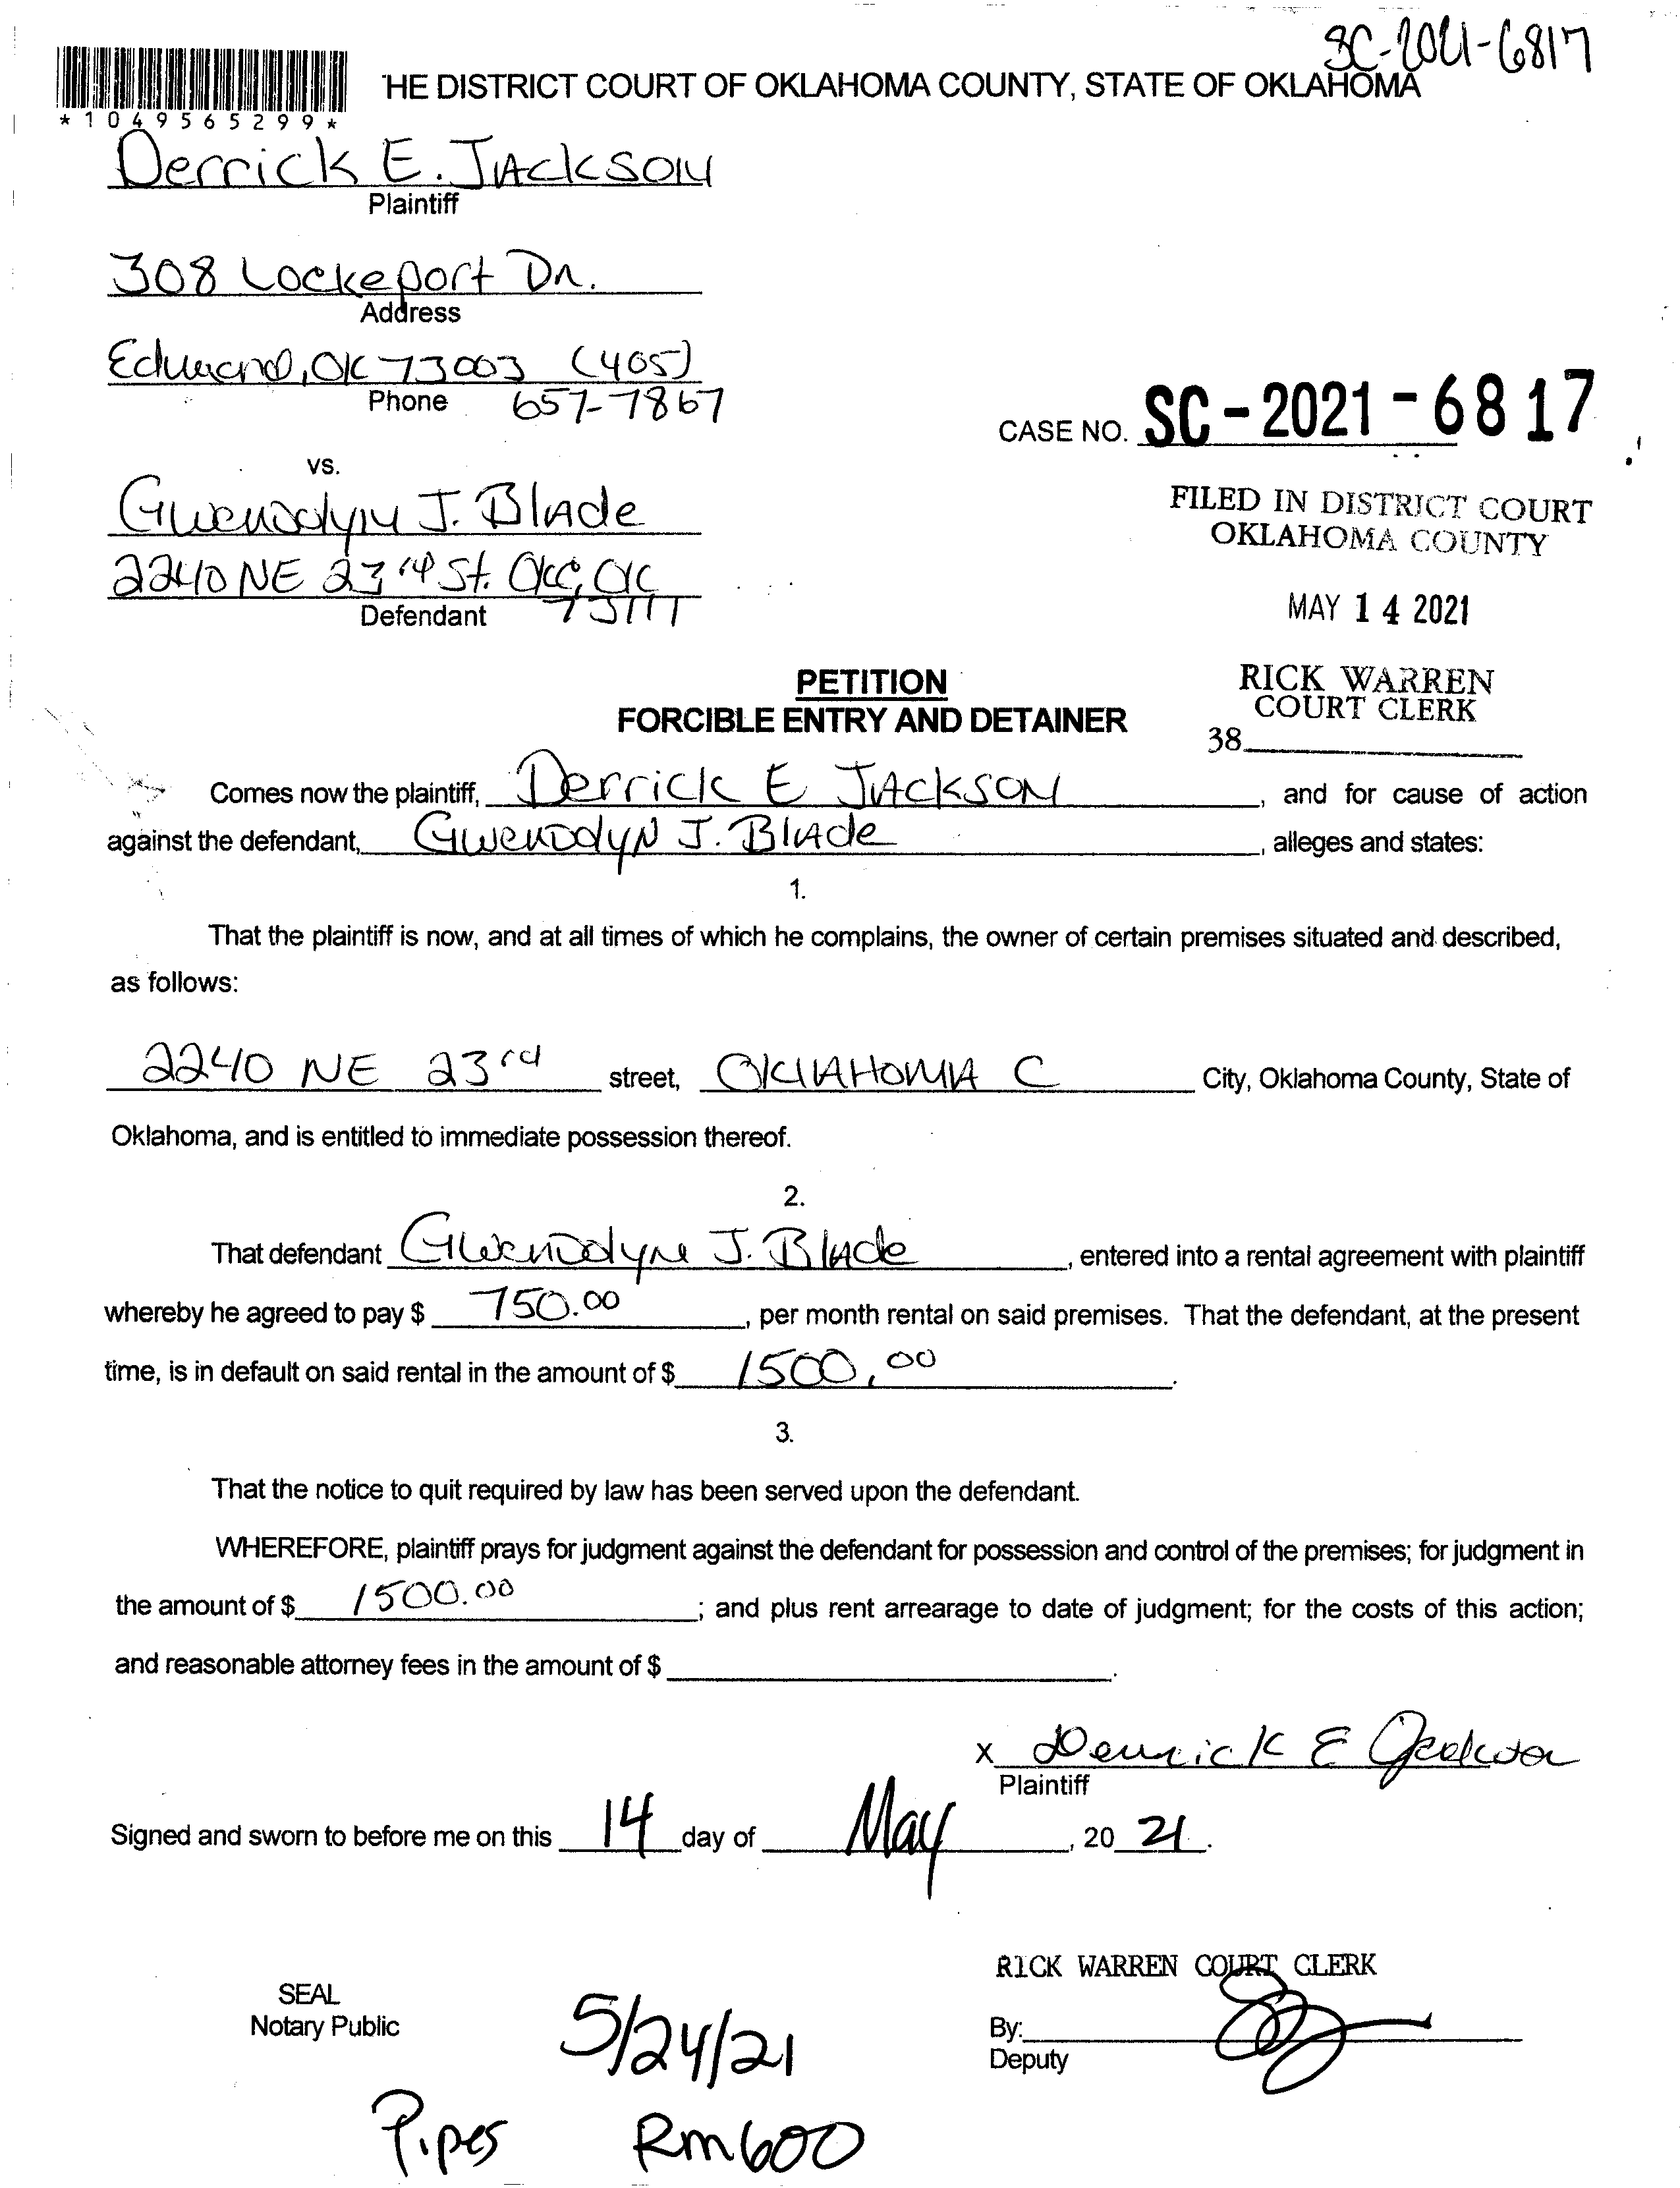 SC-2021-6817
*1049565299*
HE DISTRICT COURT OF OKLAHOMA COUNTY, STATE OF OKLAHOMA
Derrick E. JAckSON
Plaintiff
308 Lockeport Dr.
Address
Edmond, OK 73003 (405)
Phone 657-7867
CASE NO. SC-2021-6817
vs.
Gwendolyn J. BlAde
2240 NE 23rd St. OKC, OK
Defendant 73111
FILED IN DISTRICT COURT
OKLAHOMA COUNTY
MAY 14 2021
RICK WARREN
COURT CLERK
38
PETITION
FORCIBLE ENTRY AND DETAINER
Comes now the plaintiff, Derrick E JAckSON, and for cause of action
against the defendant, GwenDolyN J. BlAde, alleges and states:
1.
That the plaintiff is now, and at all times of which he complains, the owner of certain premises situated and described,
as follows:
2240 NE 23rd street, OKlAHOMA C City, Oklahoma County, State of
Oklahoma, and is entitled to immediate possession thereof.
2.
That defendant GwenDolyn J. BlAde, entered into a rental agreement with plaintiff
whereby he agreed to pay $ 750.00, per month rental on said premises. That the defendant, at the present
time, is in default on said rental in the amount of $ 1500.00.
3.
That the notice to quit required by law has been served upon the defendant.
WHEREFORE, plaintiff prays for judgment against the defendant for possession and control of the premises; for judgment in
the amount of $ 1500.00; and plus rent arrearage to date of judgment; for the costs of this action;
and reasonable attorney fees in the amount of $ .
x Derrick E Jackson
Plaintiff
Signed and sworn to before me on this 14 day of May, 20 21.
RICK WARREN COURT CLERK
SEAL
Notary Public
By:
Deputy
5/24/21
Pipes Rm 600